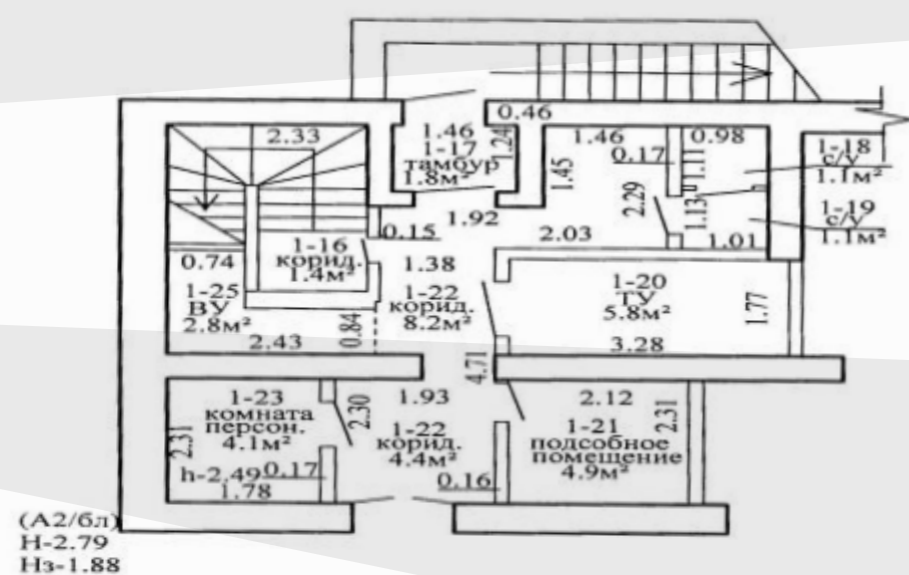 0.46
2.33
1.46
1-17
тамбур
1.8м²
1.24
1.46
0.17
0.98
1.11
1-18
с/у
1.1м²
1.45
2.29
1.13
1-19
с/у
1.1м²
1.92
0.15
2.03
1.01
1-16
корид.
1.4м²
0.74
1.38
1-25
ВУ
2.8м²
1-22
корид.
8.2м²
1-20
ТУ
5.8м²
1.77
2.43
0.84
3.28
4.71
1-23
комната
персон.
4.1м²
2.31
h-2.49
0.17
1.78
2.30
1.93
1-22
корид.
4.4м²
0.16
2.12
2.31
1-21
подсобное
помещение
4.9м²
(А2/бл)
Н-2.79
Нз-1.88